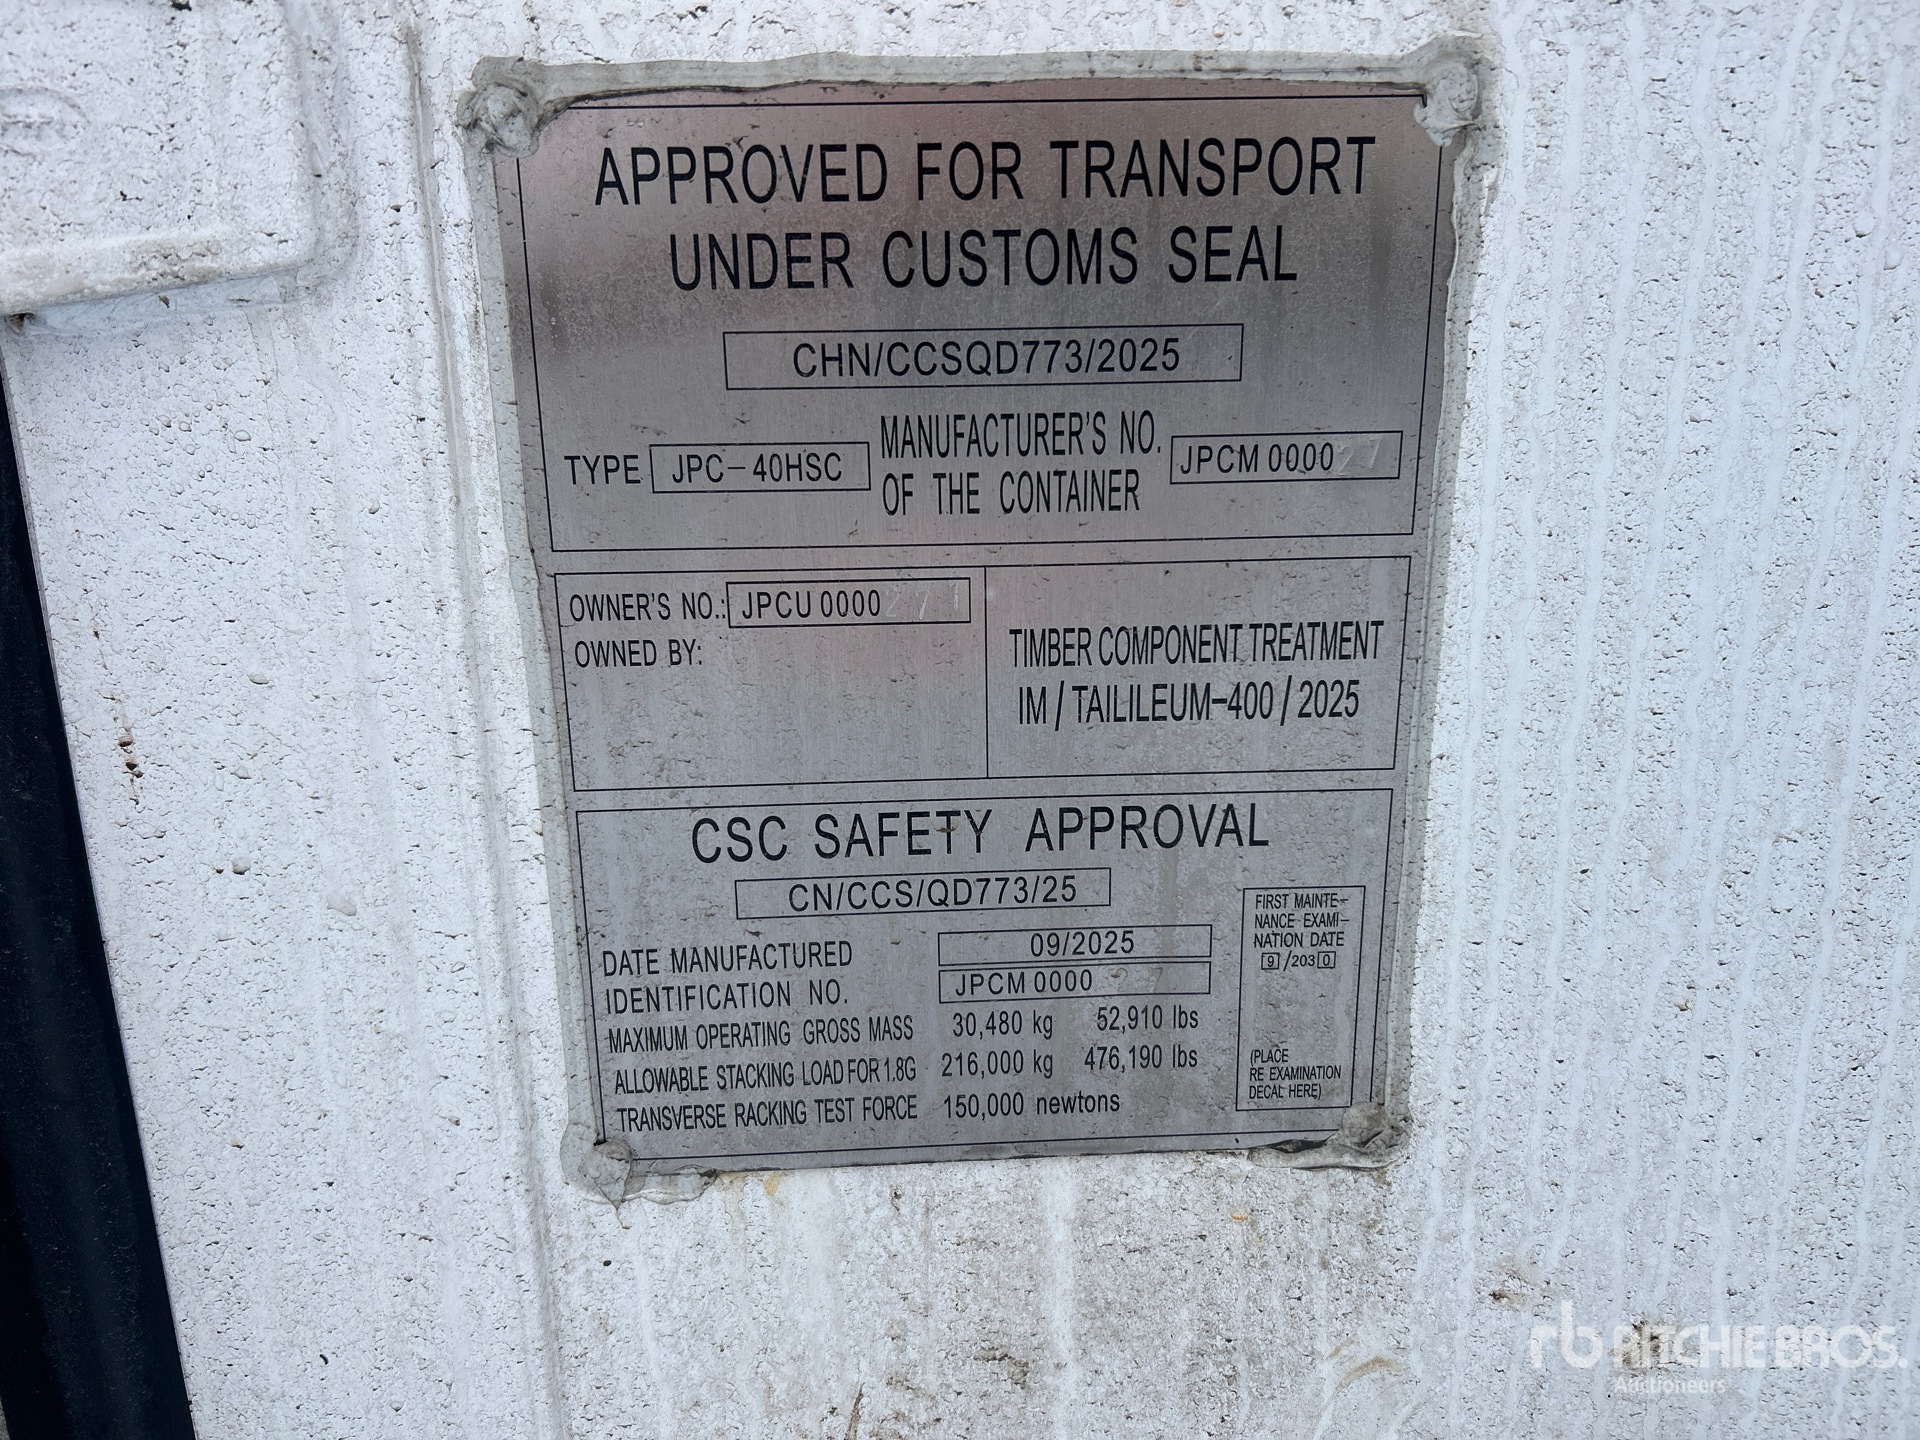 APPROVED FOR TRANSPORT
UNDER CUSTOMS SEAL
CHN/CCSQD773/2025
TYPE JPC-40HSC MANUFACTURER'S NO. OF THE CONTAINER JPCM 000027
OWNER'S NO.: JPCU 0000271
OWNED BY:
TIMBER COMPONENT TREATMENT
IM / TAILILEUM-400 / 2025
CSC SAFETY APPROVAL
CN/CCS/QD773/25
DATE MANUFACTURED 09/2025
IDENTIFICATION NO. JPCM 000027
MAXIMUM OPERATING GROSS MASS 30,480 kg 52,910 lbs
ALLOWABLE STACKING LOAD FOR 1.8G 216,000 kg 476,190 lbs
TRANSVERSE RACKING TEST FORCE 150,000 newtons
FIRST MAINTE-
NANCE EXAMI-
NATION DATE
9 /2030
(PLACE
RE EXAMINATION
DECAL HERE)
rb RITCHIE BROS.
Auctioneers